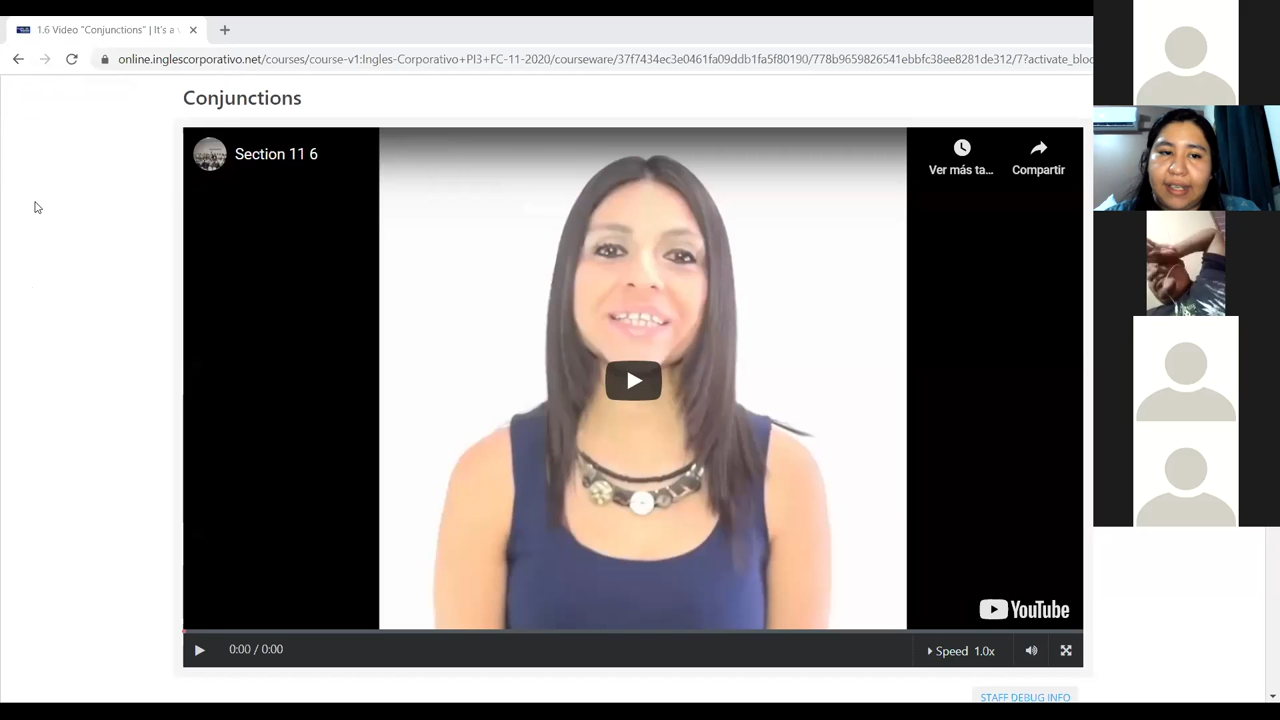 1.6 Video "Conjunctions" | It's a
online.inglescorporativo.net/courses/course-v1:Ingles-Corporativo+PI3+FC-11-2020/courseware/37f7434ec3e0461fa09ddb1fa5f80190/778b9659826541ebbfc38ee8281de312/7?activate_bloc
Conjunctions
Section 11 6
Ver más ta...
Compartir
YouTube
0:00 / 0:00
Speed 1.0x
STAFF DEBUG INFO